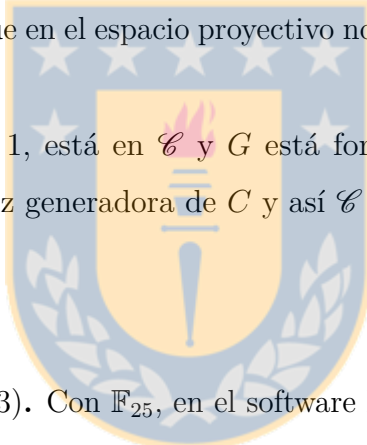 e en el espacio proyectivo no
1, está en 𝒞 y G está for
z generadora de C y así 𝒞
3). Con 𝔽₂₅, en el software